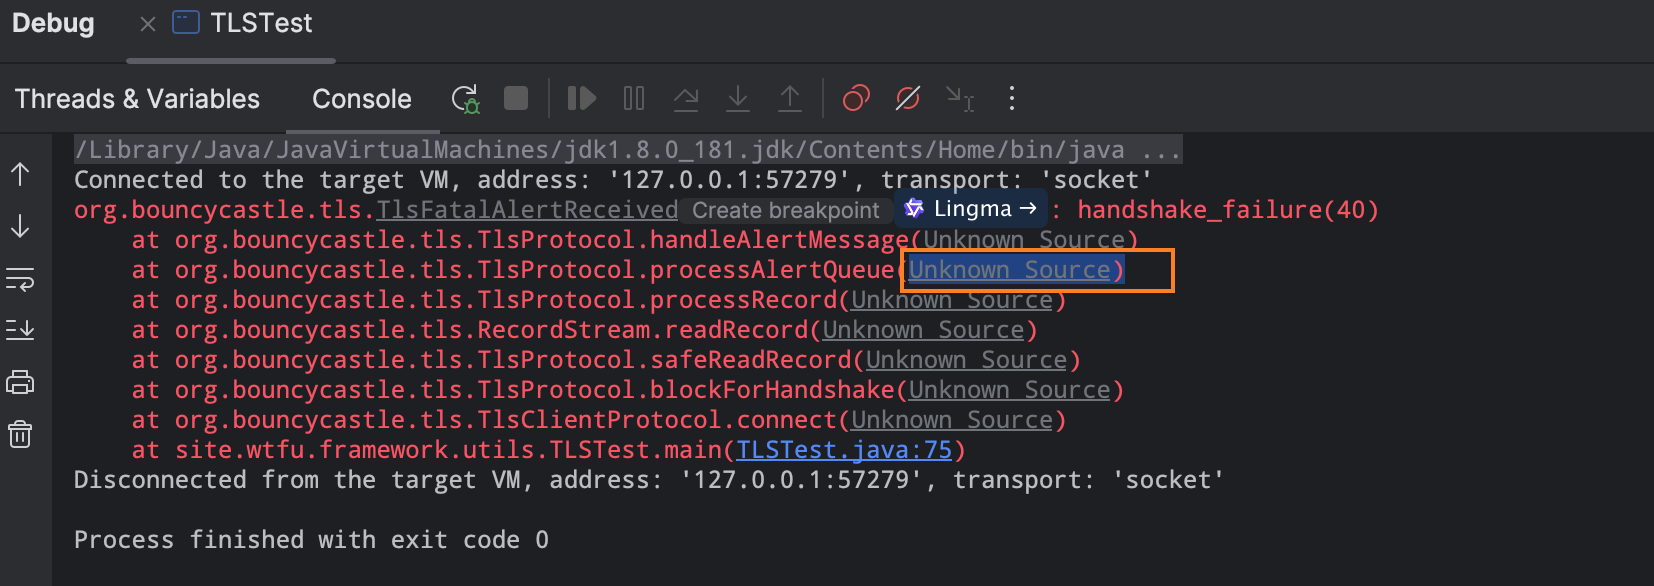 Debug
TLSTest
Threads & Variables
Console
/Library/Java/JavaVirtualMachines/jdk1.8.0_181.jdk/Contents/Home/bin/java ...
Connected to the target VM, address: '127.0.0.1:57279', transport: 'socket'
org.bouncycastle.tls.TlsFatalAlertReceived Create breakpoint Lingma → : handshake_failure(40)
at org.bouncycastle.tls.TlsProtocol.handleAlertMessage(Unknown Source)
at org.bouncycastle.tls.TlsProtocol.processAlertQueue(Unknown Source)
at org.bouncycastle.tls.TlsProtocol.processRecord(Unknown Source)
at org.bouncycastle.tls.RecordStream.readRecord(Unknown Source)
at org.bouncycastle.tls.TlsProtocol.safeReadRecord(Unknown Source)
at org.bouncycastle.tls.TlsProtocol.blockForHandshake(Unknown Source)
at org.bouncycastle.tls.TlsClientProtocol.connect(Unknown Source)
at site.wtfu.framework.utils.TLSTest.main(TLSTest.java:75)
Disconnected from the target VM, address: '127.0.0.1:57279', transport: 'socket'
Process finished with exit code 0